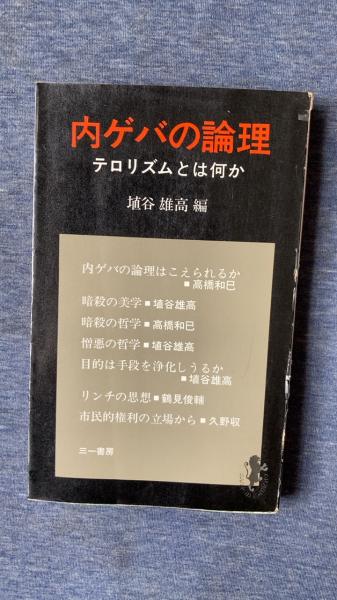 内ゲバの論理
テロリズムとは何か
埴谷 雄高 編
内ゲバの論理はこえられるか
■高橋和巳
暗殺の美学■埴谷雄高
暗殺の哲学■高橋和巳
憎悪の哲学■埴谷雄高
目的は手段を浄化しうるか
■埴谷雄高
リンチの思想■鶴見俊輔
市民的権利の立場から■久野収
三一書房